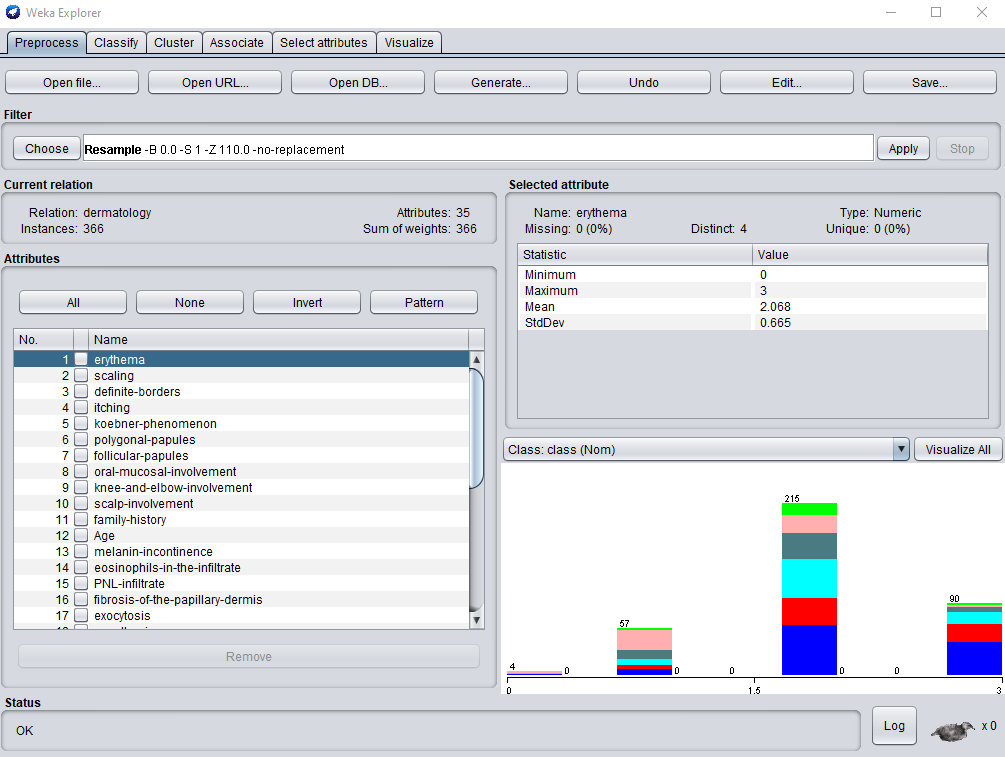 Weka Explorer
Preprocess Classify Cluster Associate Select attributes Visualize
Open file... Open URL... Open DB... Generate... Undo Edit... Save...
Filter
Choose Resample -B 0.0 -S 1 -Z 110.0 -no-replacement Apply Stop
Current relation
Relation: dermatology Attributes: 35
Instances: 366 Sum of weights: 366
Attributes
All None Invert Pattern
No. Name
1 erythema
2 scaling
3 definite-borders
4 itching
5 koebner-phenomenon
6 polygonal-papules
7 follicular-papules
8 oral-mucosal-involvement
9 knee-and-elbow-involvement
10 scalp-involvement
11 family-history
12 Age
13 melanin-incontinence
14 eosinophils-in-the-infiltrate
15 PNL-infiltrate
16 fibrosis-of-the-papillary-dermis
17 exocytosis
Remove
Selected attribute
Name: erythema Type: Numeric
Missing: 0 (0%) Distinct: 4 Unique: 0 (0%)
Statistic Value
Minimum 0
Maximum 3
Mean 2.068
StdDev 0.665
Class: class (Nom) Visualize All
215
90
57
4 0 0 0 0 0
0 1.5 3
Status
OK Log x 0